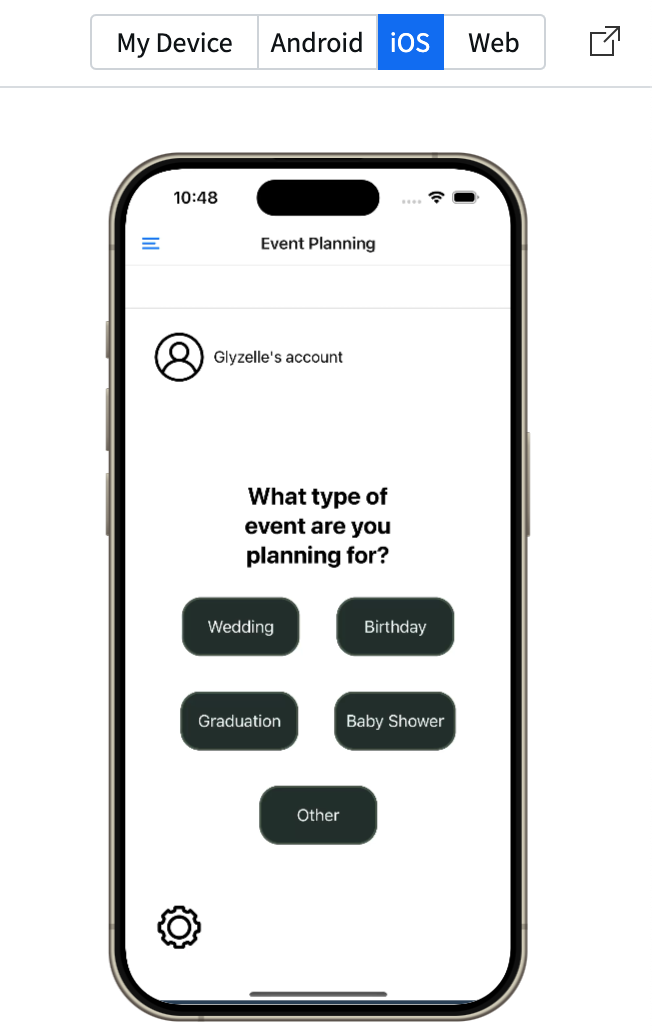 My Device Android iOS Web
10:48
Event Planning
Glyzelle's account
What type of
event are you
planning for?
Wedding Birthday
Graduation Baby Shower
Other